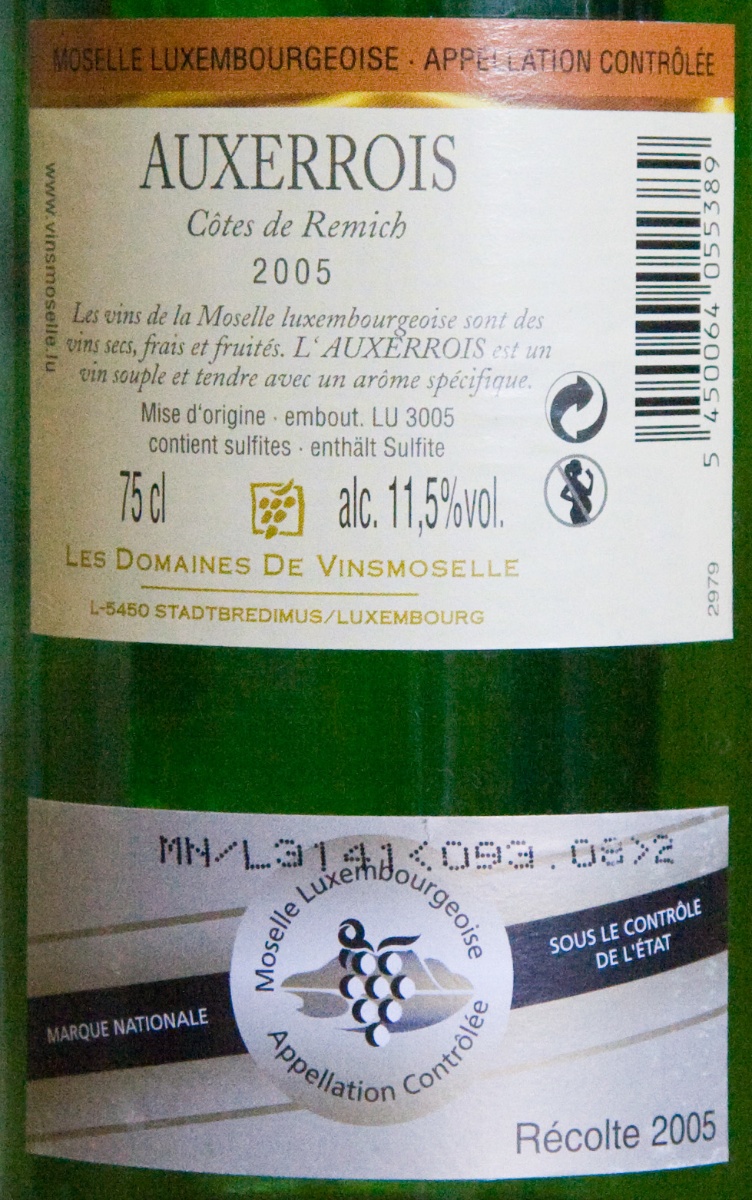 MOSELLE LUXEMBOURGEOISE · APPELLATION CONTRÔLÉE
AUXERROIS
Côtes de Remich
2005
Les vins de la Moselle luxembourgeoise sont des
vins secs, frais et fruités. L'AUXERROIS est un
vin souple et tendre avec un arôme spécifique.
Mise d'origine · embout. LU 3005
contient sulfites · enthält Sulfite
75 cl alc. 11,5%vol.
LES DOMAINES DE VINSMOSELLE
L-5450 STADTBREDIMUS/LUXEMBOURG
www.vinsmoselle.lu
5 450064 055389
2979
MN/L3141<093.08>2
Moselle Luxembourgeoise
Appellation Contrôlée
MARQUE NATIONALE
SOUS LE CONTRÔLE
DE L'ÉTAT
Récolte 2005